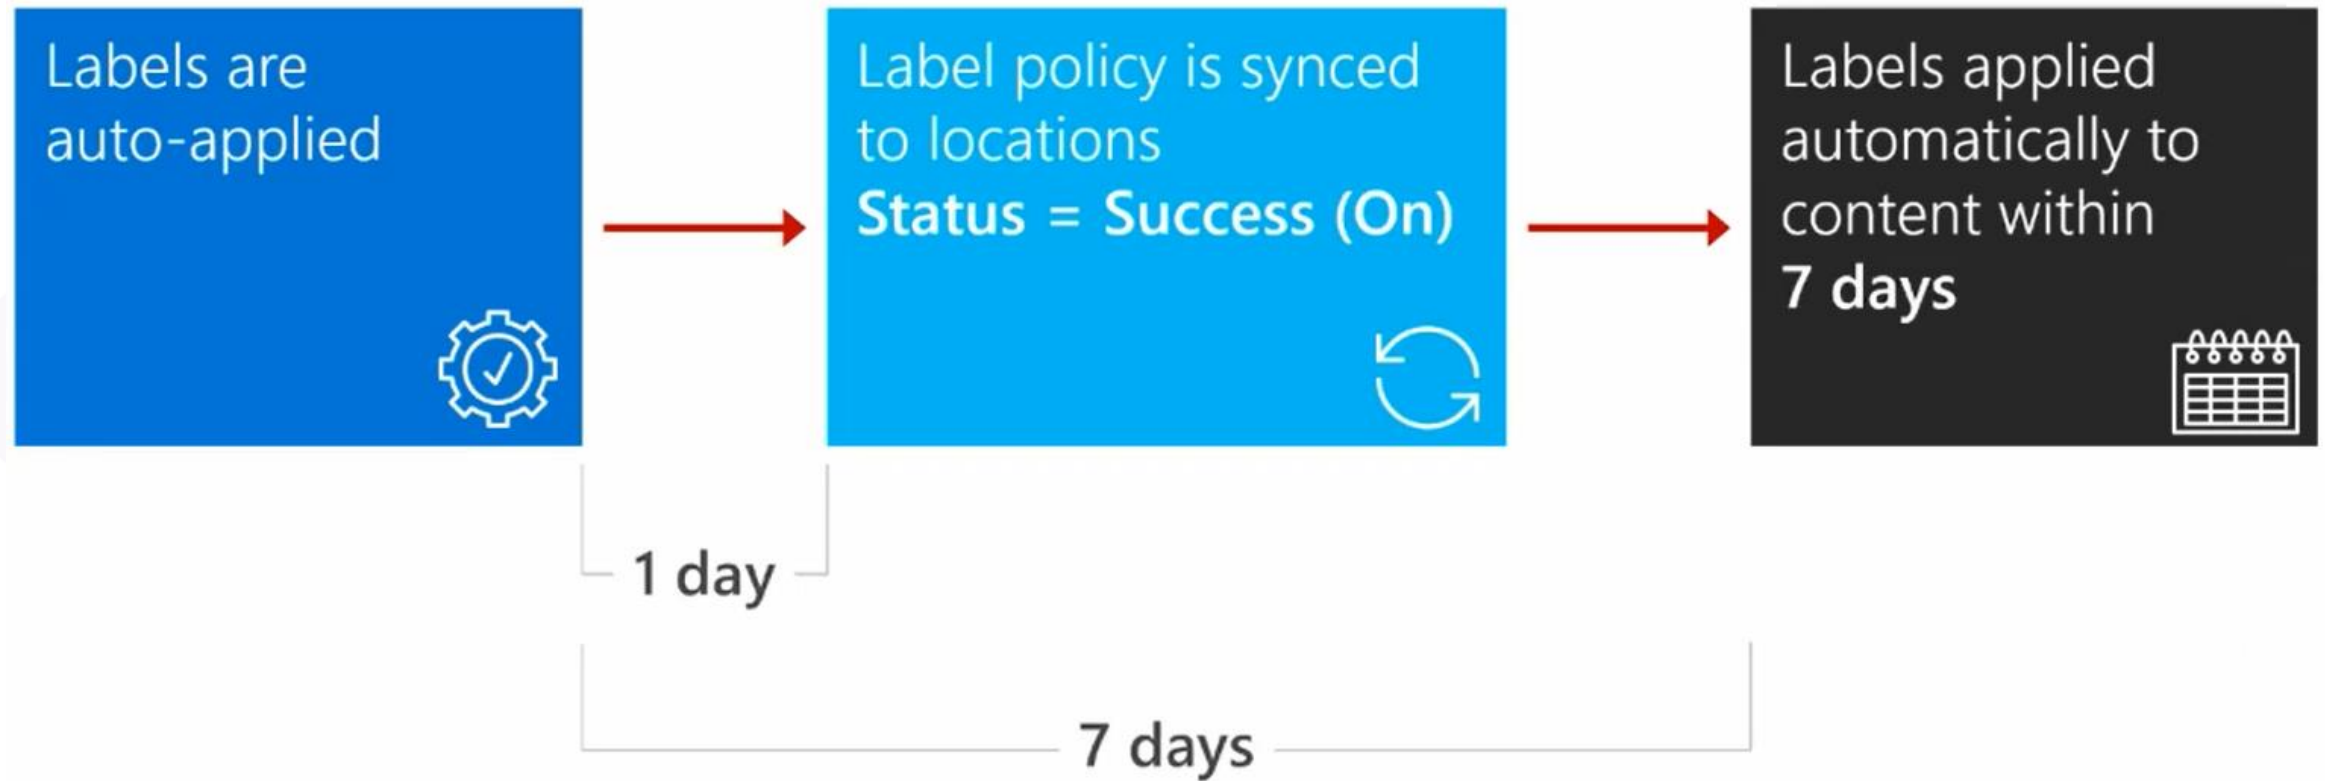 Labels are
auto-applied
Label policy is synced
to locations
Status = Success (On)
Labels applied
automatically to
content within
7 days
1 day
7 days